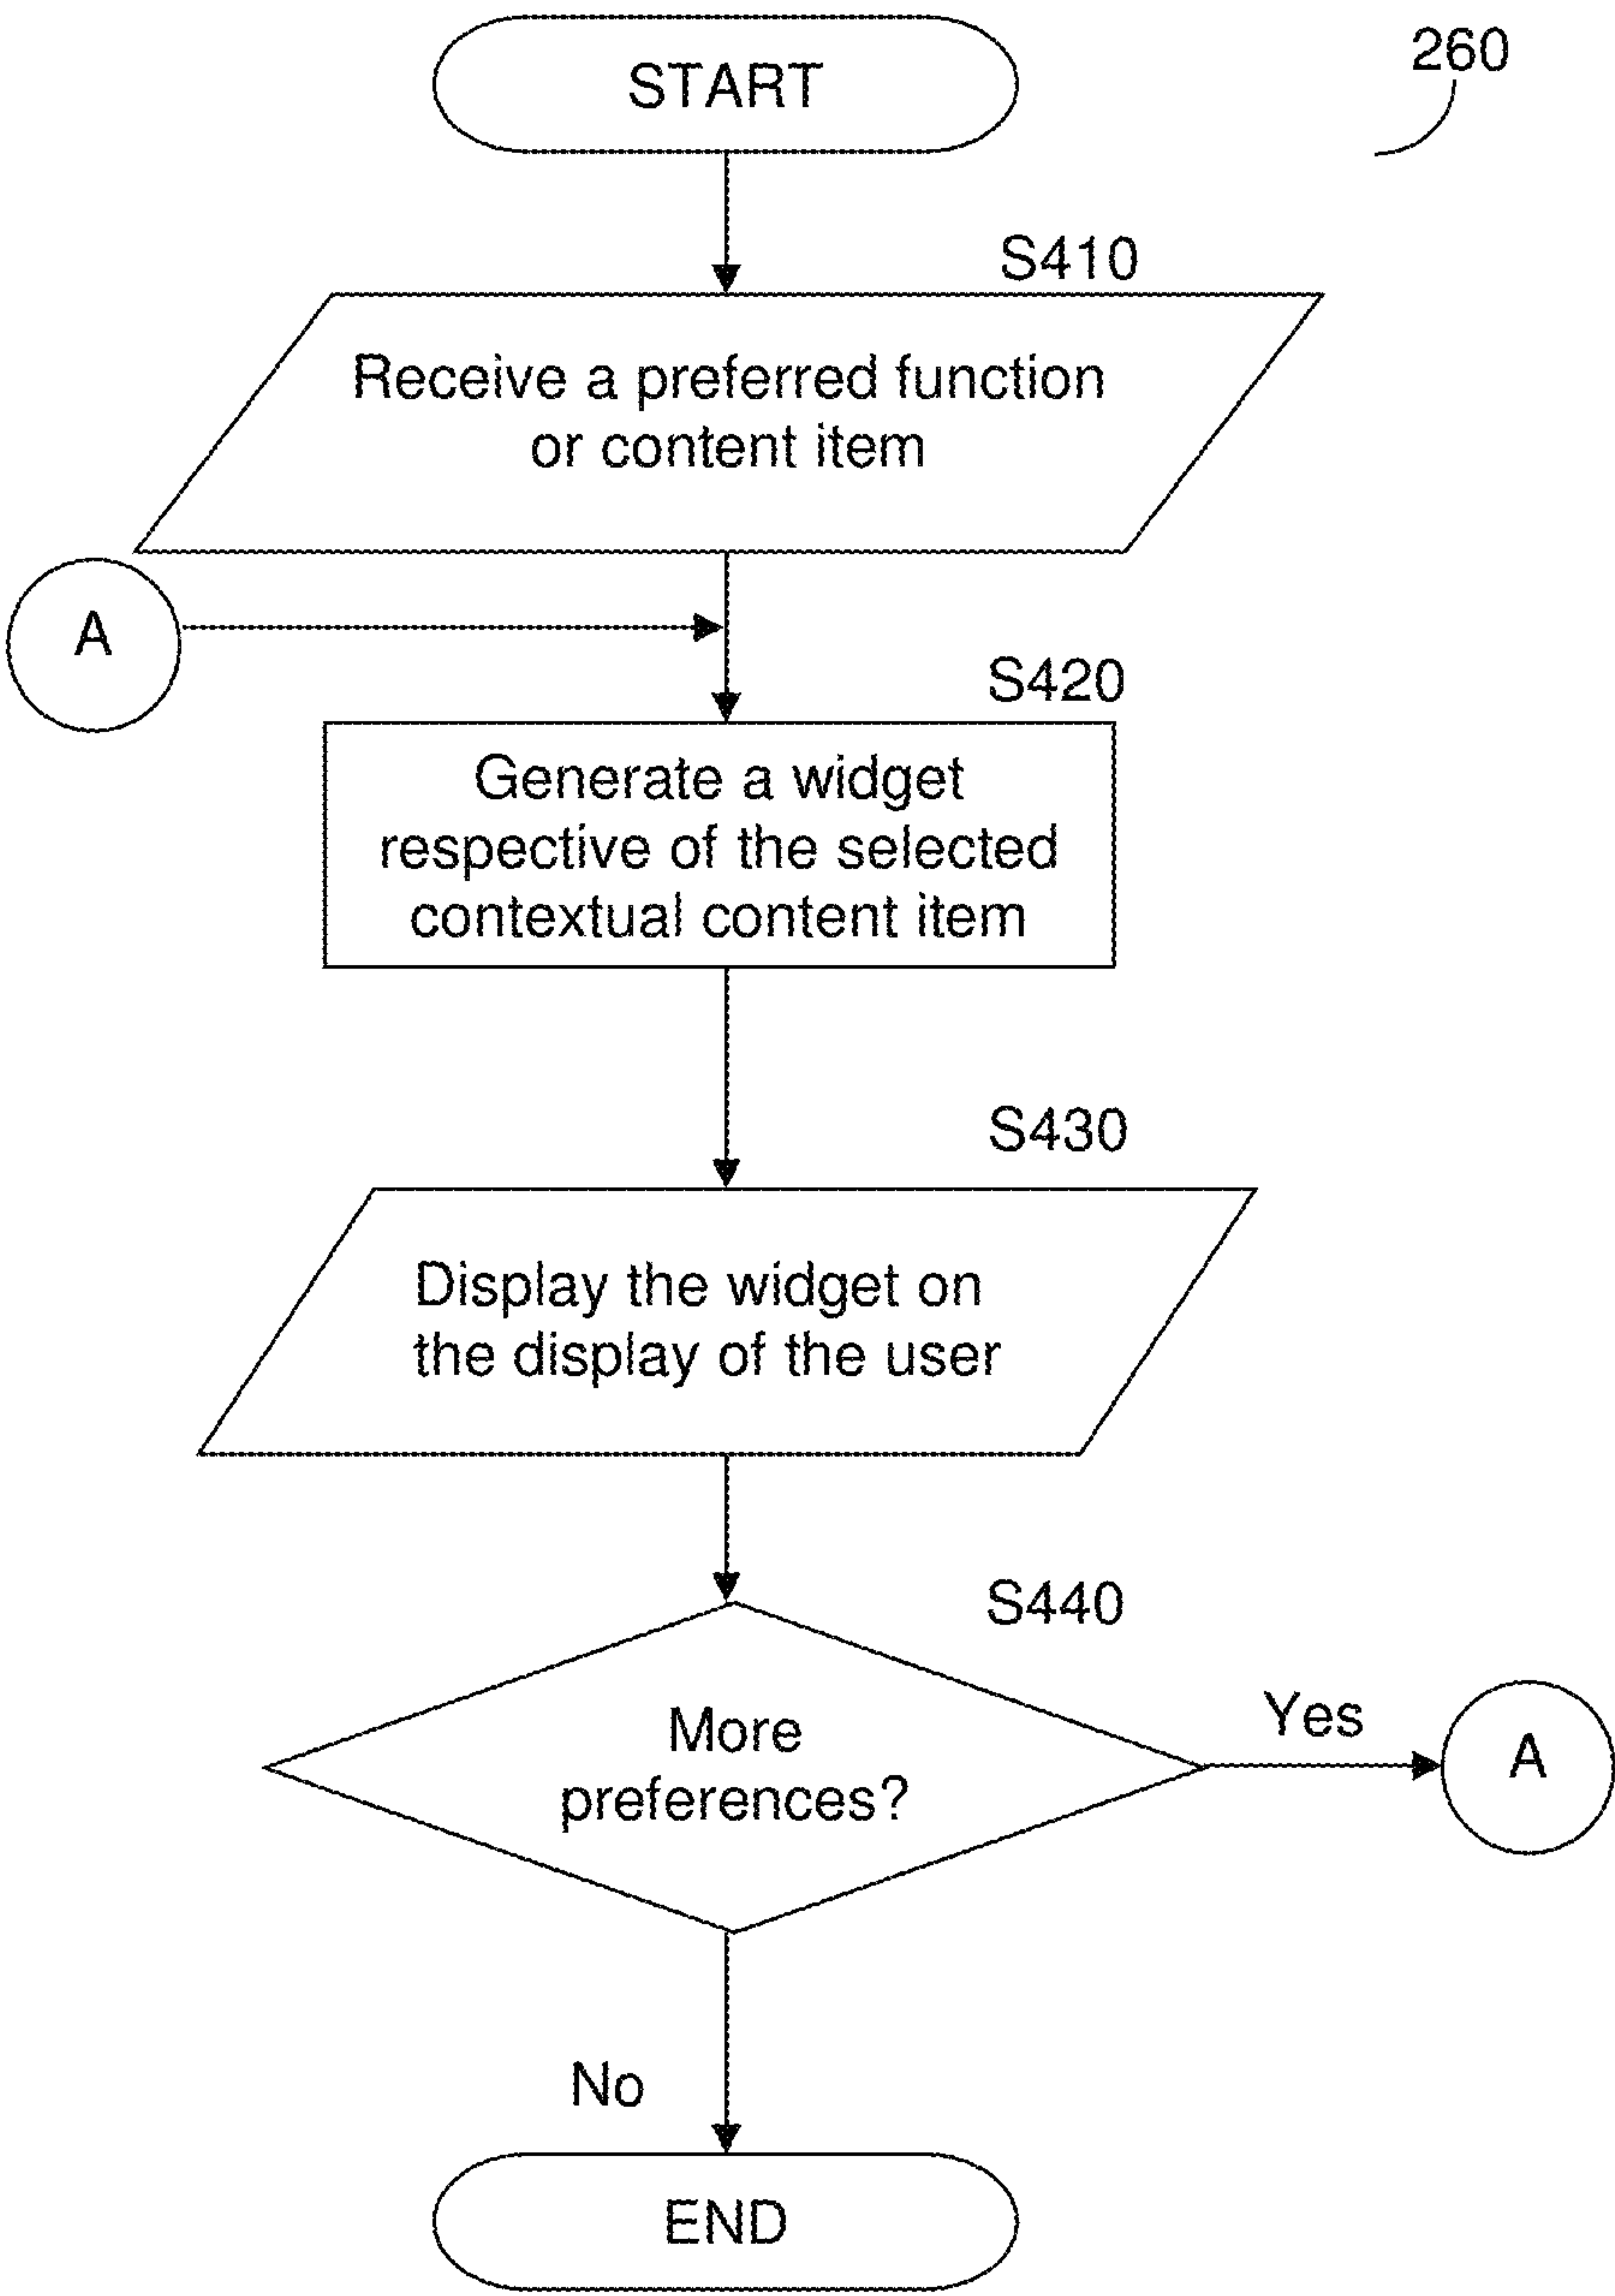 START
260
S410
Receive a preferred function
or content item
A
S420
Generate a widget
respective of the selected
contextual content item
S430
Display the widget on
the display of the user
S440
More
preferences?
Yes
A
No
END